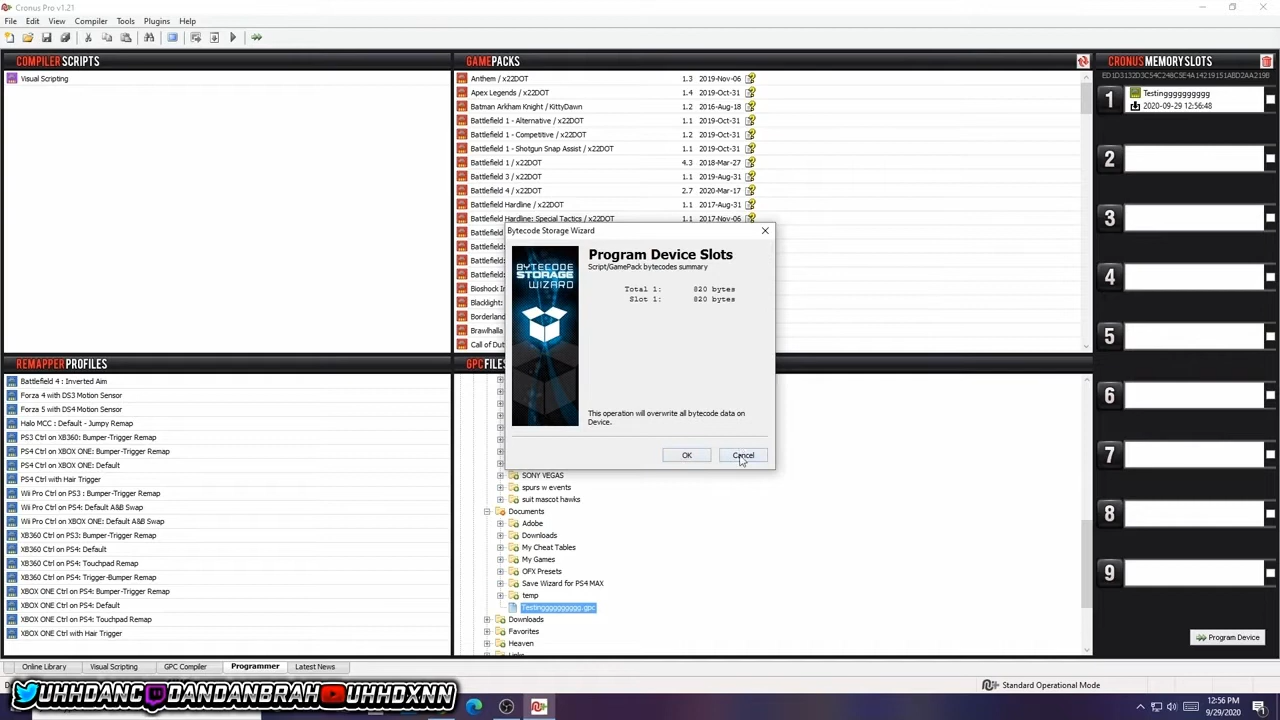 Cronus Pro v1.21
File Edit View Compiler Tools Plugins Help
COMPILER SCRIPTS
Visual Scripting
GAMEPACKS
Anthem / x22DOT 1.3 2019-Nov-06
Apex Legends / x22DOT 1.4 2019-Oct-31
Batman Arkham Knight / KittyDawn 1.2 2016-Aug-18
Battlefield 1 - Alternative / x22DOT 1.1 2019-Oct-31
Battlefield 1 - Competitive / x22DOT 1.2 2019-Oct-31
Battlefield 1 - Shotgun Snap Assist / x22DOT 1.1 2019-Oct-31
Battlefield 1 / x22DOT 4.3 2018-Mar-27
Battlefield 3 / x22DOT 1.1 2019-Aug-31
Battlefield 4 / x22DOT 2.7 2020-Mar-17
Battlefield Hardline / x22DOT 1.1 2017-Aug-31
Battlefield Hardline: Special Tactics / x22DOT 1.1 2017-Nov-06
Battlefield:
Battlefield:
Battlefield:
Battlefield:
Bioshock I
Blacklight:
Borderland
Brawlhalla
Call of Dut
CRONUS MEMORY SLOTS
1 Testingggggggggg
2020-09-29 12:56:48
2
3
4
5
6
7
8
9
Program Device
Bytecode Storage Wizard
BYTECODE
STORAGE
WIZARD
Program Device Slots
Script/GamePack bytecodes summary
Total 1: 820 bytes
Slot 1: 820 bytes
This operation will overwrite all bytecode data on
Device.
OK Cancel
REMAPPER PROFILES
Battlefield 4 : Inverted Aim
Forza 4 with DS3 Motion Sensor
Forza 5 with DS4 Motion Sensor
Halo MCC : Default - Jumpy Remap
PS3 Ctrl on XB360: Bumper-Trigger Remap
PS4 Ctrl on XBOX ONE: Bumper-Trigger Remap
PS4 Ctrl on XBOX ONE: Default
PS4 Ctrl with Hair Trigger
Wii Pro Ctrl on PS3 : Bumper-Trigger Remap
Wii Pro Ctrl on PS4: Default A&B Swap
Wii Pro Ctrl on XBOX ONE: Default A&B Swap
XB360 Ctrl on PS3: Bumper-Trigger Remap
XB360 Ctrl on PS4: Default
XB360 Ctrl on PS4: Touchpad Remap
XB360 Ctrl on PS4: Trigger-Bumper Remap
XBOX ONE Ctrl on PS4: Bumper-Trigger Remap
XBOX ONE Ctrl on PS4: Default
XBOX ONE Ctrl on PS4: Touchpad Remap
XBOX ONE Ctrl with Hair Trigger
GPC FILES
SONY VEGAS
spurs w events
suit mascot hawks
Documents
Adobe
Downloads
My Cheat Tables
My Games
OFX Presets
Save Wizard for PS4 MAX
temp
Testingggggggggg.gpc
Downloads
Favorites
Heaven
Links
Online Library Visual Scripting GPC Compiler Programmer Latest News
Standard Operational Mode
UHHDANC DANDANBRAH UHHDXNN
12:56 PM
9/29/2020